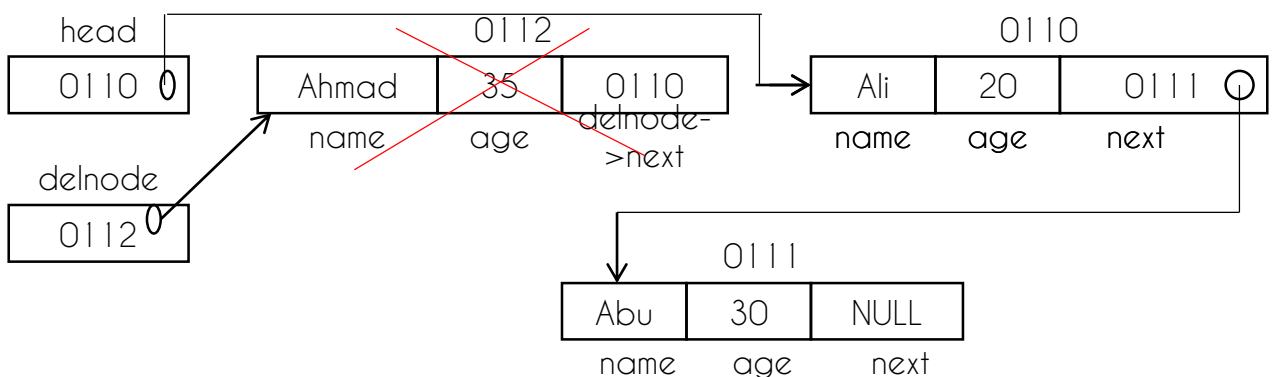 head
0112
0110
0110
Ahmad
35
0110
Ali
20
0111
name
age
delnode-
>next
name
age
next
delnode
0112
0111
Abu
30
NULL
name
age
next